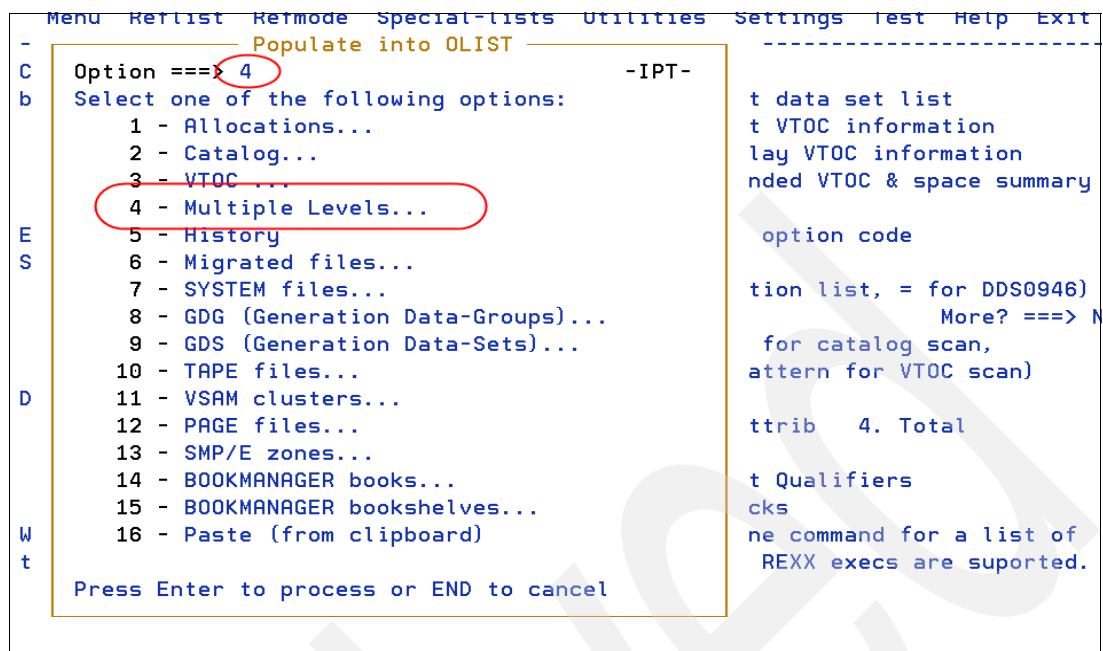 Menu Reflist Refmode Special-lists Utilities Settings Test Help Exit
- Populate into OLIST --------------------------
C Option ===> 4 -IPT-
b Select one of the following options: t data set list
1 - Allocations... t VTOC information
2 - Catalog... lay VTOC information
3 - VTOC ... nded VTOC & space summary
4 - Multiple Levels...
E 5 - History option code
S 6 - Migrated files...
7 - SYSTEM files... tion list, = for DDS0946)
8 - GDG (Generation Data-Groups)... More? ===> N
9 - GDS (Generation Data-Sets)... for catalog scan,
10 - TAPE files... attern for VTOC scan)
D 11 - VSAM clusters...
12 - PAGE files... ttrib 4. Total
13 - SMP/E zones...
14 - BOOKMANAGER books... t Qualifiers
15 - BOOKMANAGER bookshelves... cks
W 16 - Paste (from clipboard) ne command for a list of
t REXX execs are suported.
Press Enter to process or END to cancel